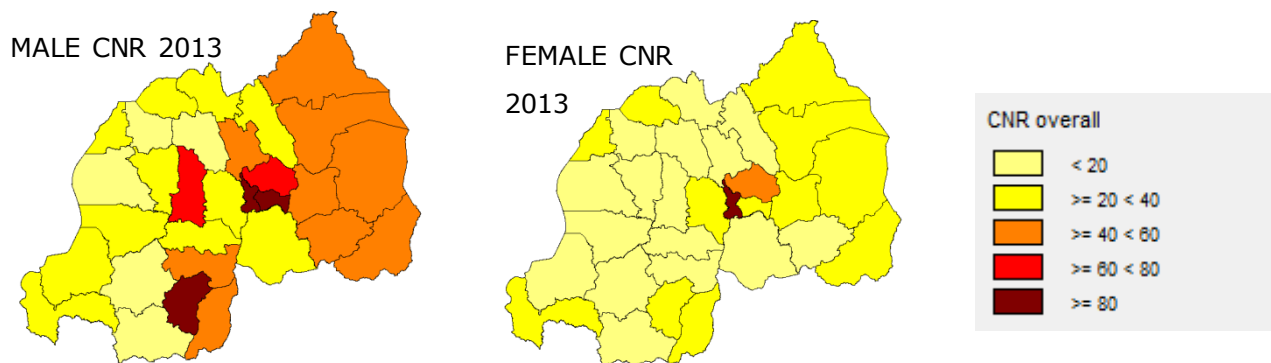 MALE CNR 2013
FEMALE CNR
2013
CNR overall
< 20
>= 20 < 40
>= 40 < 60
>= 60 < 80
>= 80